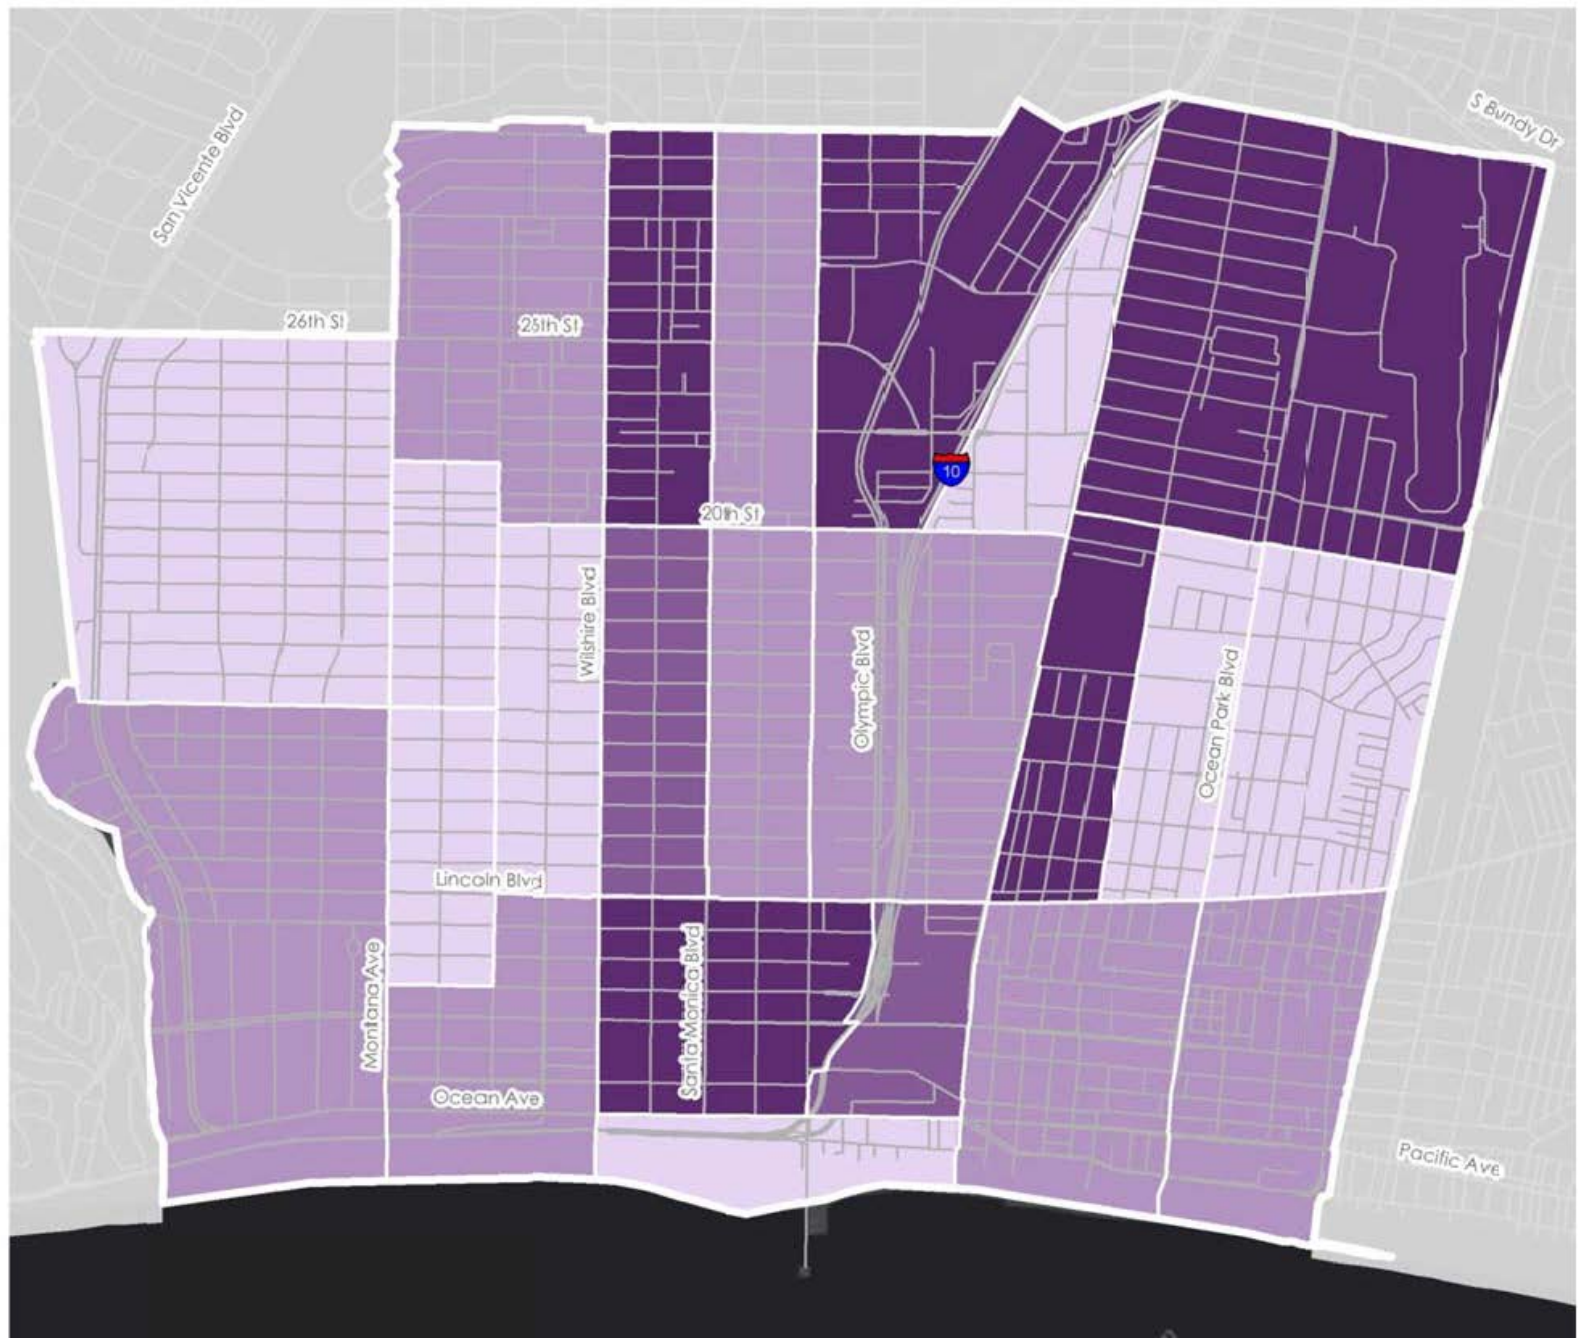 S Bundy Dr
San Vicente Blvd
26th St
25th St
10
20th St
Wilshire Blvd
Olympic Blvd
Ocean Park Blvd
Lincoln Blvd
Montana Ave
Santa Monica Blvd
Ocean Ave
Pacific Ave